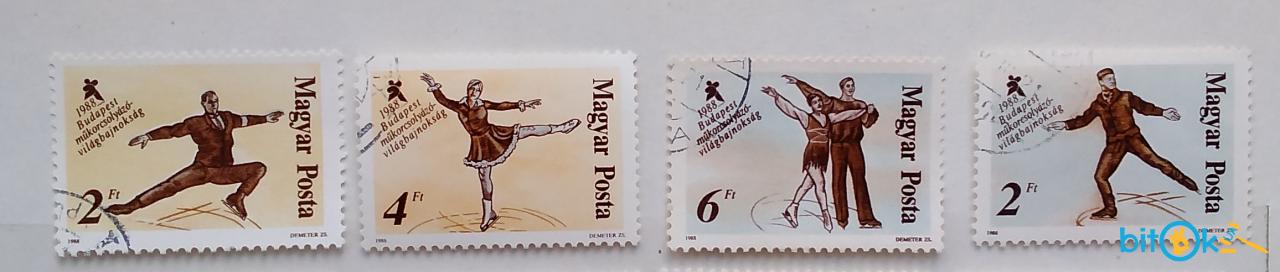 1988
Budapest
műkorcsolyázó-
világbajnokság
Magyar Posta
2 Ft
1988
DEMETER ZS.
1988
Budapest
műkorcsolyázó-
világbajnokság
Magyar Posta
4 Ft
1988
DEMETER ZS.
1988
Budapest
műkorcsolyázó-
világbajnokság
Magyar Posta
6 Ft
1988
DEMETER ZS.
1988
Budapest
műkorcsolyázó-
világbajnokság
Magyar Posta
2 Ft
1988
DEMETER ZS.
bitok